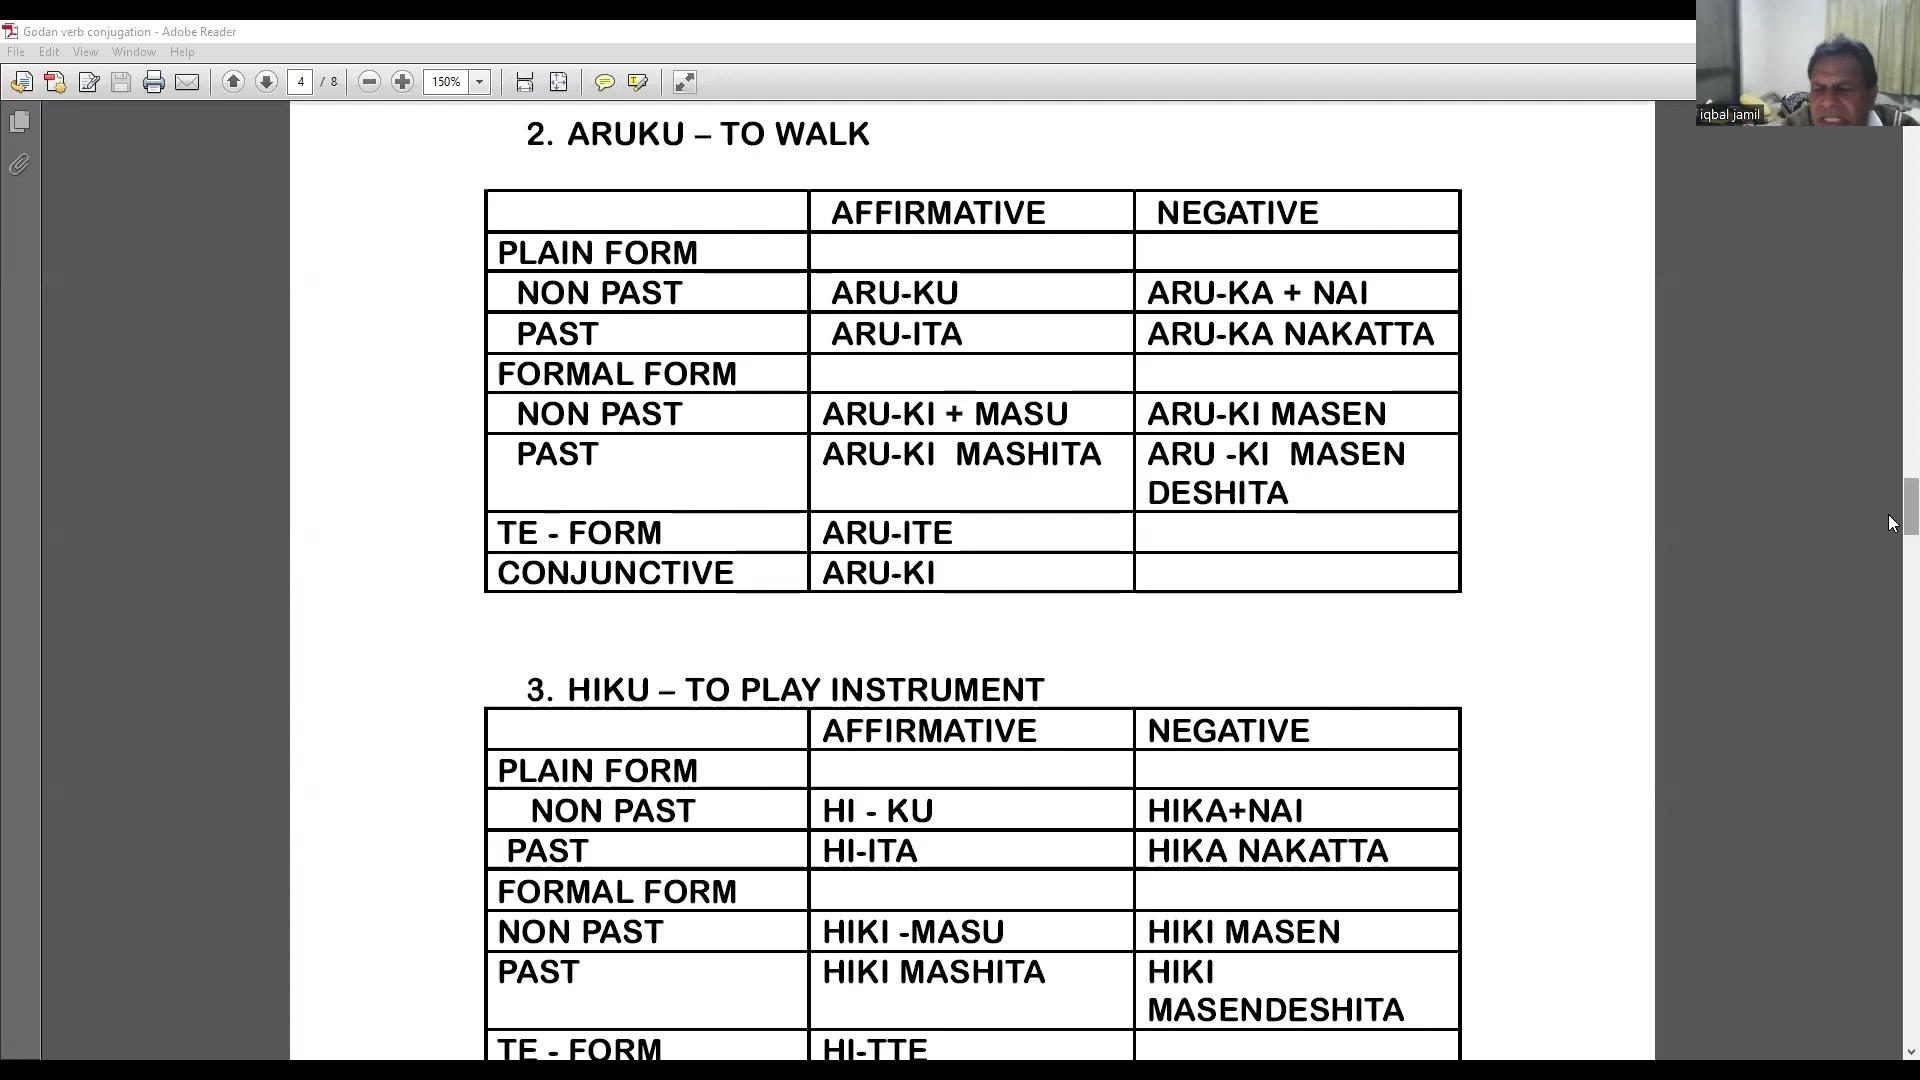 Godan verb conjugation - Adobe Reader
File Edit View Window Help
4 / 8 150%
iqbal jamil
2. ARUKU – TO WALK
AFFIRMATIVE NEGATIVE
PLAIN FORM
NON PAST ARU-KU ARU-KA + NAI
PAST ARU-ITA ARU-KA NAKATTA
FORMAL FORM
NON PAST ARU-KI + MASU ARU-KI MASEN
PAST ARU-KI MASHITA ARU -KI MASEN
DESHITA
TE - FORM ARU-ITE
CONJUNCTIVE ARU-KI
3. HIKU – TO PLAY INSTRUMENT
AFFIRMATIVE NEGATIVE
PLAIN FORM
NON PAST HI - KU HIKA+NAI
PAST HI-ITA HIKA NAKATTA
FORMAL FORM
NON PAST HIKI -MASU HIKI MASEN
PAST HIKI MASHITA HIKI
MASENDESHITA
TE - FORM HI-TTE